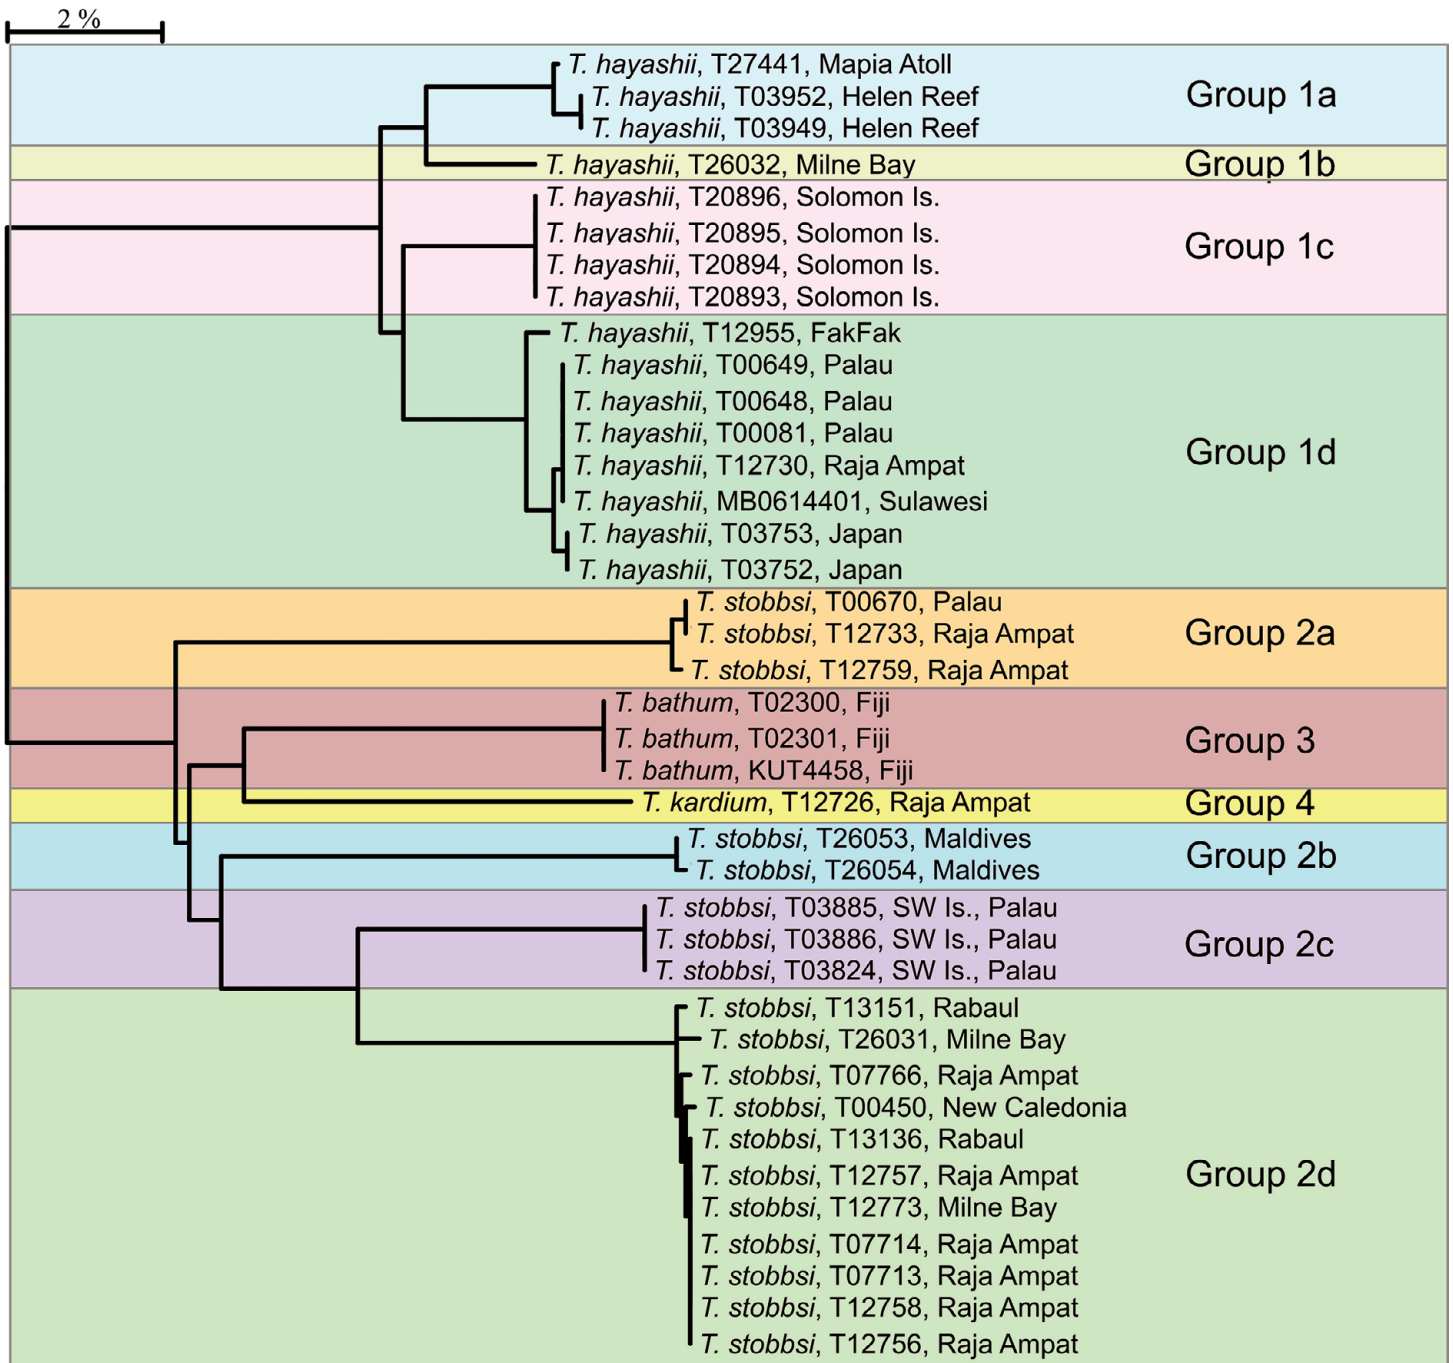 2 %
T. hayashii, T27441, Mapia Atoll
T. hayashii, T03952, Helen Reef
Group 1a
T. hayashii, T03949, Helen Reef
T. hayashii, T26032, Milne Bay
Group 1b
T. hayashii, T20896, Solomon Is.
T. hayashii, T20895, Solomon Is.
Group 1c
T. hayashii, T20894, Solomon Is.
T. hayashii, T20893, Solomon Is.
T. hayashii, T12955, FakFak
T. hayashii, T00649, Palau
T. hayashii, T00648, Palau
T. hayashii, T00081, Palau
Group 1d
T. hayashii, T12730, Raja Ampat
T. hayashii, MB0614401, Sulawesi
T. hayashii, T03753, Japan
T. hayashii, T03752, Japan
T. stobbsi, T00670, Palau
T. stobbsi, T12733, Raja Ampat
Group 2a
T. stobbsi, T12759, Raja Ampat
T. bathum, T02300, Fiji
T. bathum, T02301, Fiji
Group 3
T. bathum, KUT4458, Fiji
T. kardium, T12726, Raja Ampat
Group 4
T. stobbsi, T26053, Maldives
Group 2b
T. stobbsi, T26054, Maldives
T. stobbsi, T03885, SW Is., Palau
T. stobbsi, T03886, SW Is., Palau
Group 2c
T. stobbsi, T03824, SW Is., Palau
T. stobbsi, T13151, Rabaul
T. stobbsi, T26031, Milne Bay
T. stobbsi, T07766, Raja Ampat
T. stobbsi, T00450, New Caledonia
T. stobbsi, T13136, Rabaul
T. stobbsi, T12757, Raja Ampat
Group 2d
T. stobbsi, T12773, Milne Bay
T. stobbsi, T07714, Raja Ampat
T. stobbsi, T07713, Raja Ampat
T. stobbsi, T12758, Raja Ampat
T. stobbsi, T12756, Raja Ampat